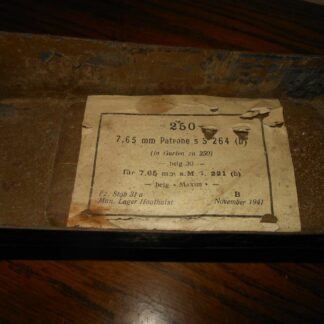 — 250 —
7,65 mm Patrone s S 264 (b)
(in Gurten zu 250)
— belg 30 —
für 7,65 mm s.M. 221 (b)
— belg „Maxim" —
Fz. Stab 31 a B
Mun. Lager Houthulst November 1941